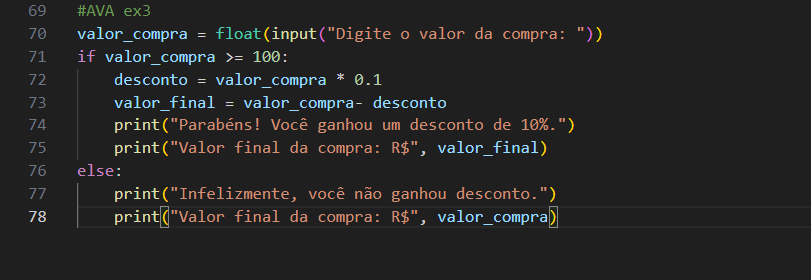 69 #AVA ex3
70 valor_compra = float(input("Digite o valor da compra: "))
71 if valor_compra >= 100:
72 desconto = valor_compra * 0.1
73 valor_final = valor_compra- desconto
74 print("Parabéns! Você ganhou um desconto de 10%.")
75 print("Valor final da compra: R$", valor_final)
76 else:
77 print("Infelizmente, você não ganhou desconto.")
78 print("Valor final da compra: R$", valor_compra)